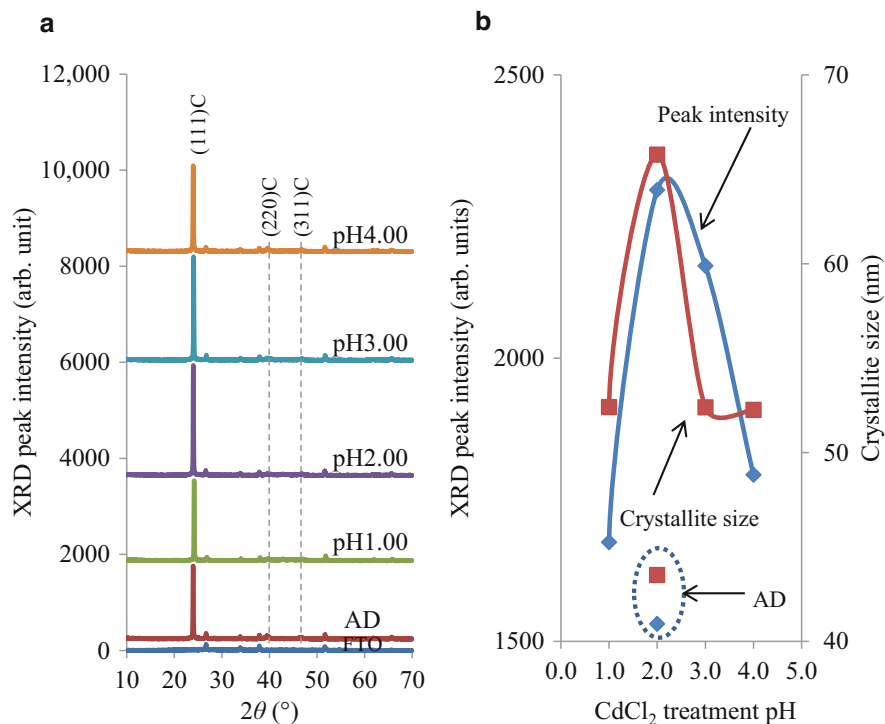 a
12,000
10,000
8000
6000
4000
2000
0
XRD peak intensity (arb. unit)
(111)C
(220)C
(311)C
pH4.00
pH3.00
pH2.00
pH1.00
AD
FTO
10 20 30 40 50 60 70
2θ (°)
b
2500
2000
1500
XRD peak intensity (arb. units)
Peak intensity
Crystallite size
AD
70
60
50
40
Crystallite size (nm)
0.0 1.0 2.0 3.0 4.0 5.0
CdCl₂ treatment pH